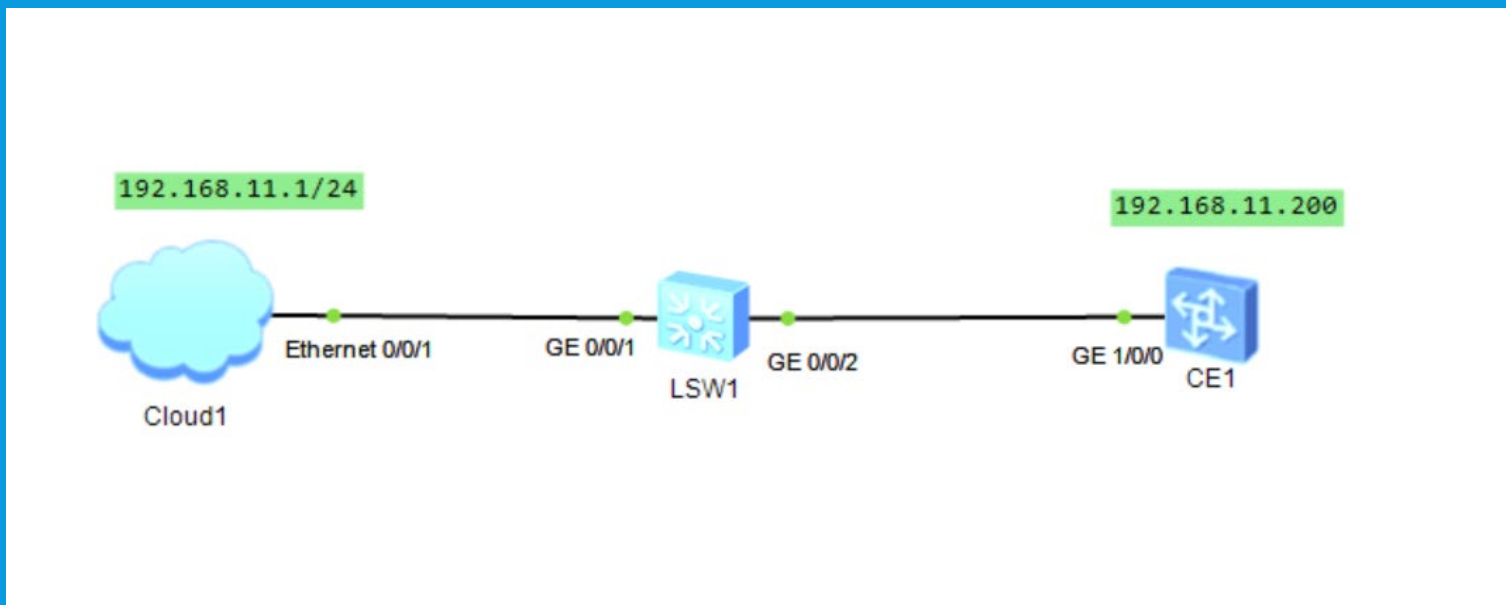 192.168.11.1/24
192.168.11.200
Ethernet 0/0/1
GE 0/0/1
GE 0/0/2
GE 1/0/0
Cloud1
LSW1
CE1